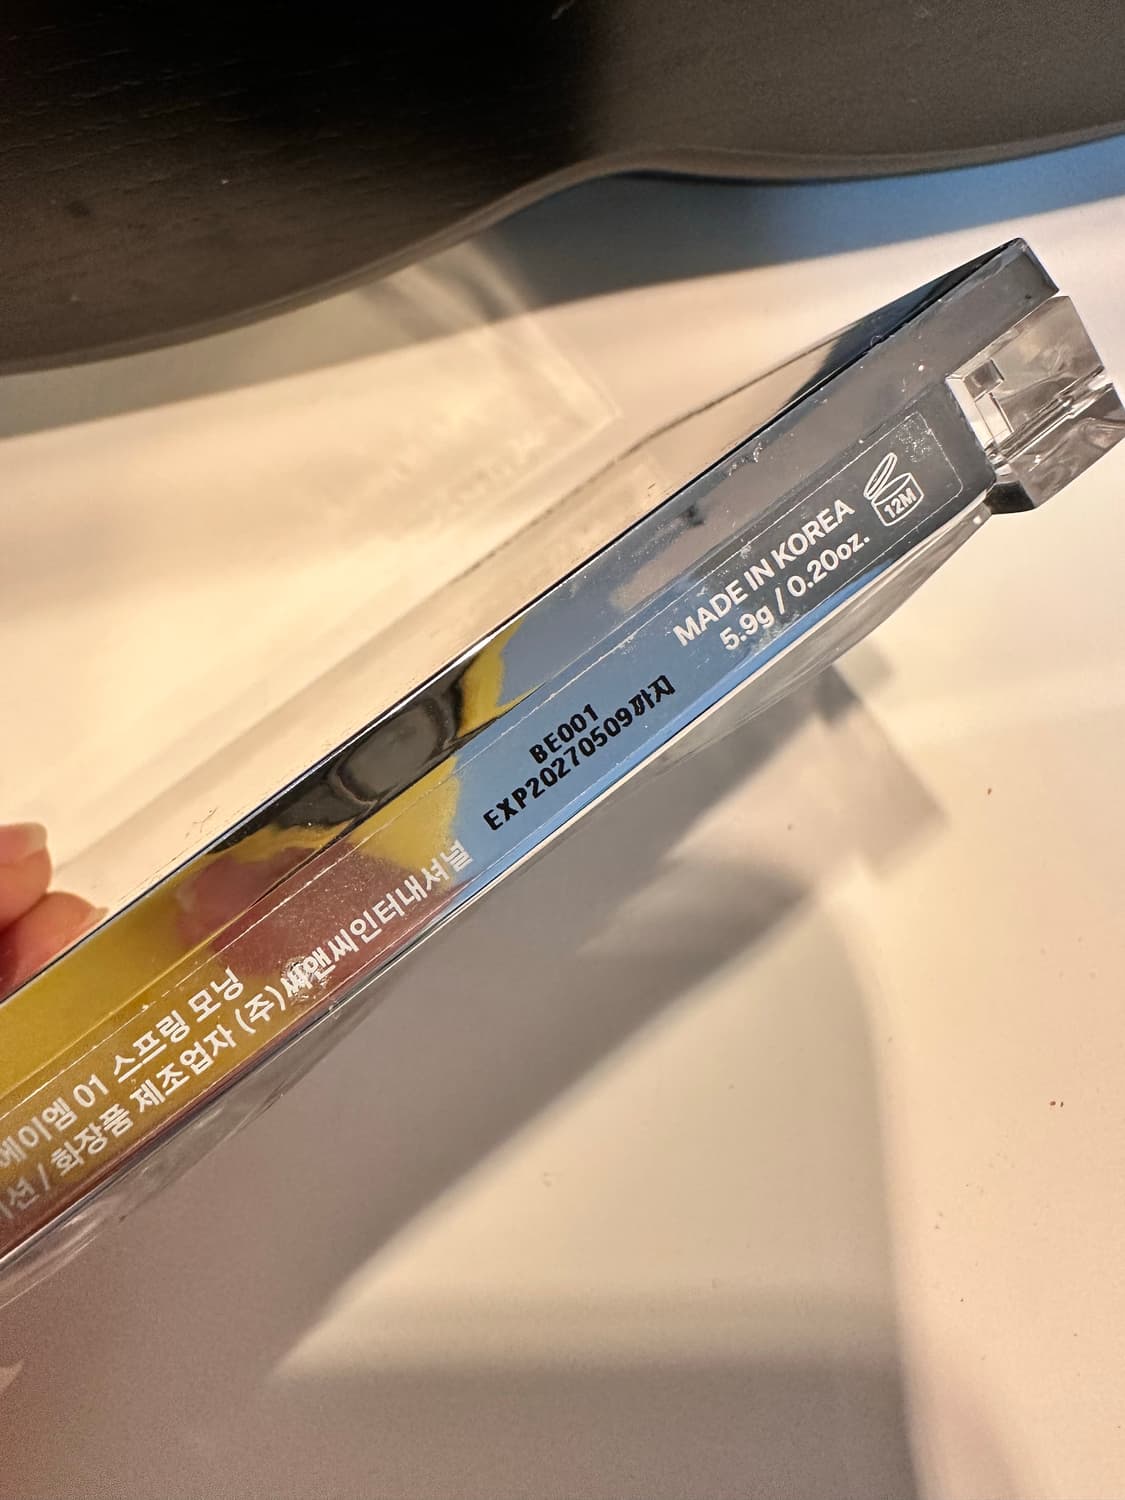 에이엠 01 스프링 모닝
션 / 화장품 제조업자 (주)씨앤씨인터내셔널
BE001
EXP20270509까지
MADE IN KOREA
5.9g / 0.20oz.
12M